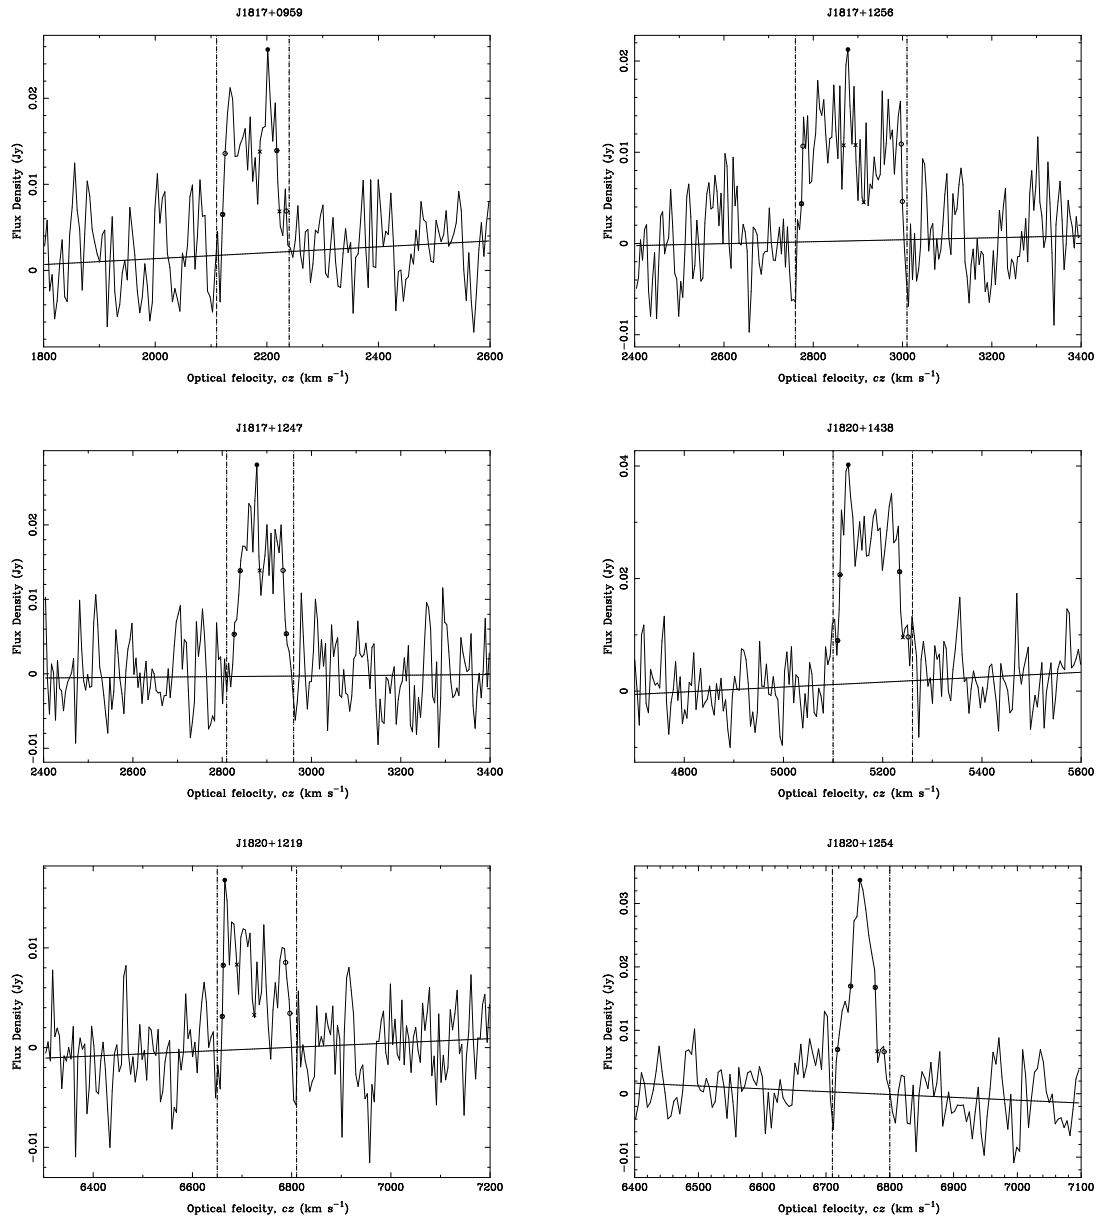 J1817+0959
Flux Density (Jy)
0.02
0.01
0
1800 2000 2200 2400 2600
Optical felocity, cz (km s⁻¹)
J1817+1256
Flux Density (Jy)
0.02
0.01
0
−0.01
2400 2600 2800 3000 3200 3400
Optical felocity, cz (km s⁻¹)
J1817+1247
Flux Density (Jy)
0.02
0.01
0
−0.01
2400 2600 2800 3000 3200 3400
Optical felocity, cz (km s⁻¹)
J1820+1438
Flux Density (Jy)
0.04
0.02
0
4800 5000 5200 5400 5600
Optical felocity, cz (km s⁻¹)
J1820+1219
Flux Density (Jy)
0.01
0
−0.01
6400 6600 6800 7000 7200
Optical felocity, cz (km s⁻¹)
J1820+1254
Flux Density (Jy)
0.03
0.02
0.01
0
−0.01
6400 6500 6600 6700 6800 6900 7000 7100
Optical felocity, cz (km s⁻¹)